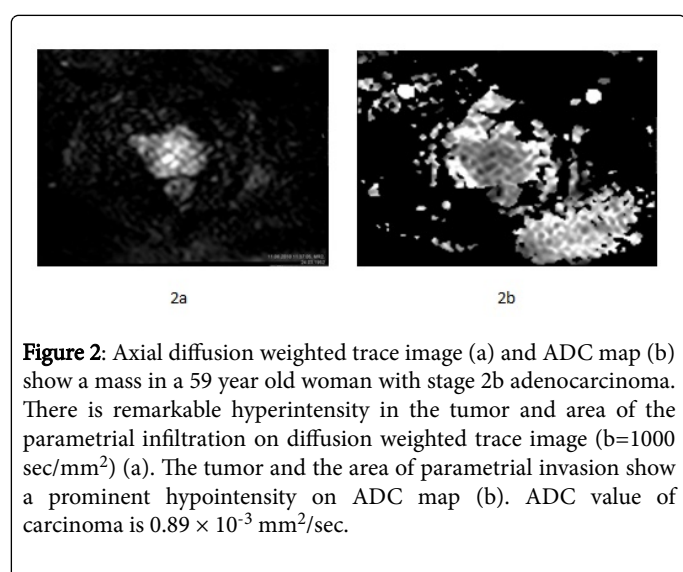 2a
2b
Figure 2: Axial diffusion weighted trace image (a) and ADC map (b)
show a mass in a 59 year old woman with stage 2b adenocarcinoma.
There is remarkable hyperintensity in the tumor and area of the
parametrial infiltration on diffusion weighted trace image (b=1000
sec/mm²) (a). The tumor and the area of parametrial invasion show
a prominent hypointensity on ADC map (b). ADC value of
carcinoma is 0.89 × 10⁻³ mm²/sec.